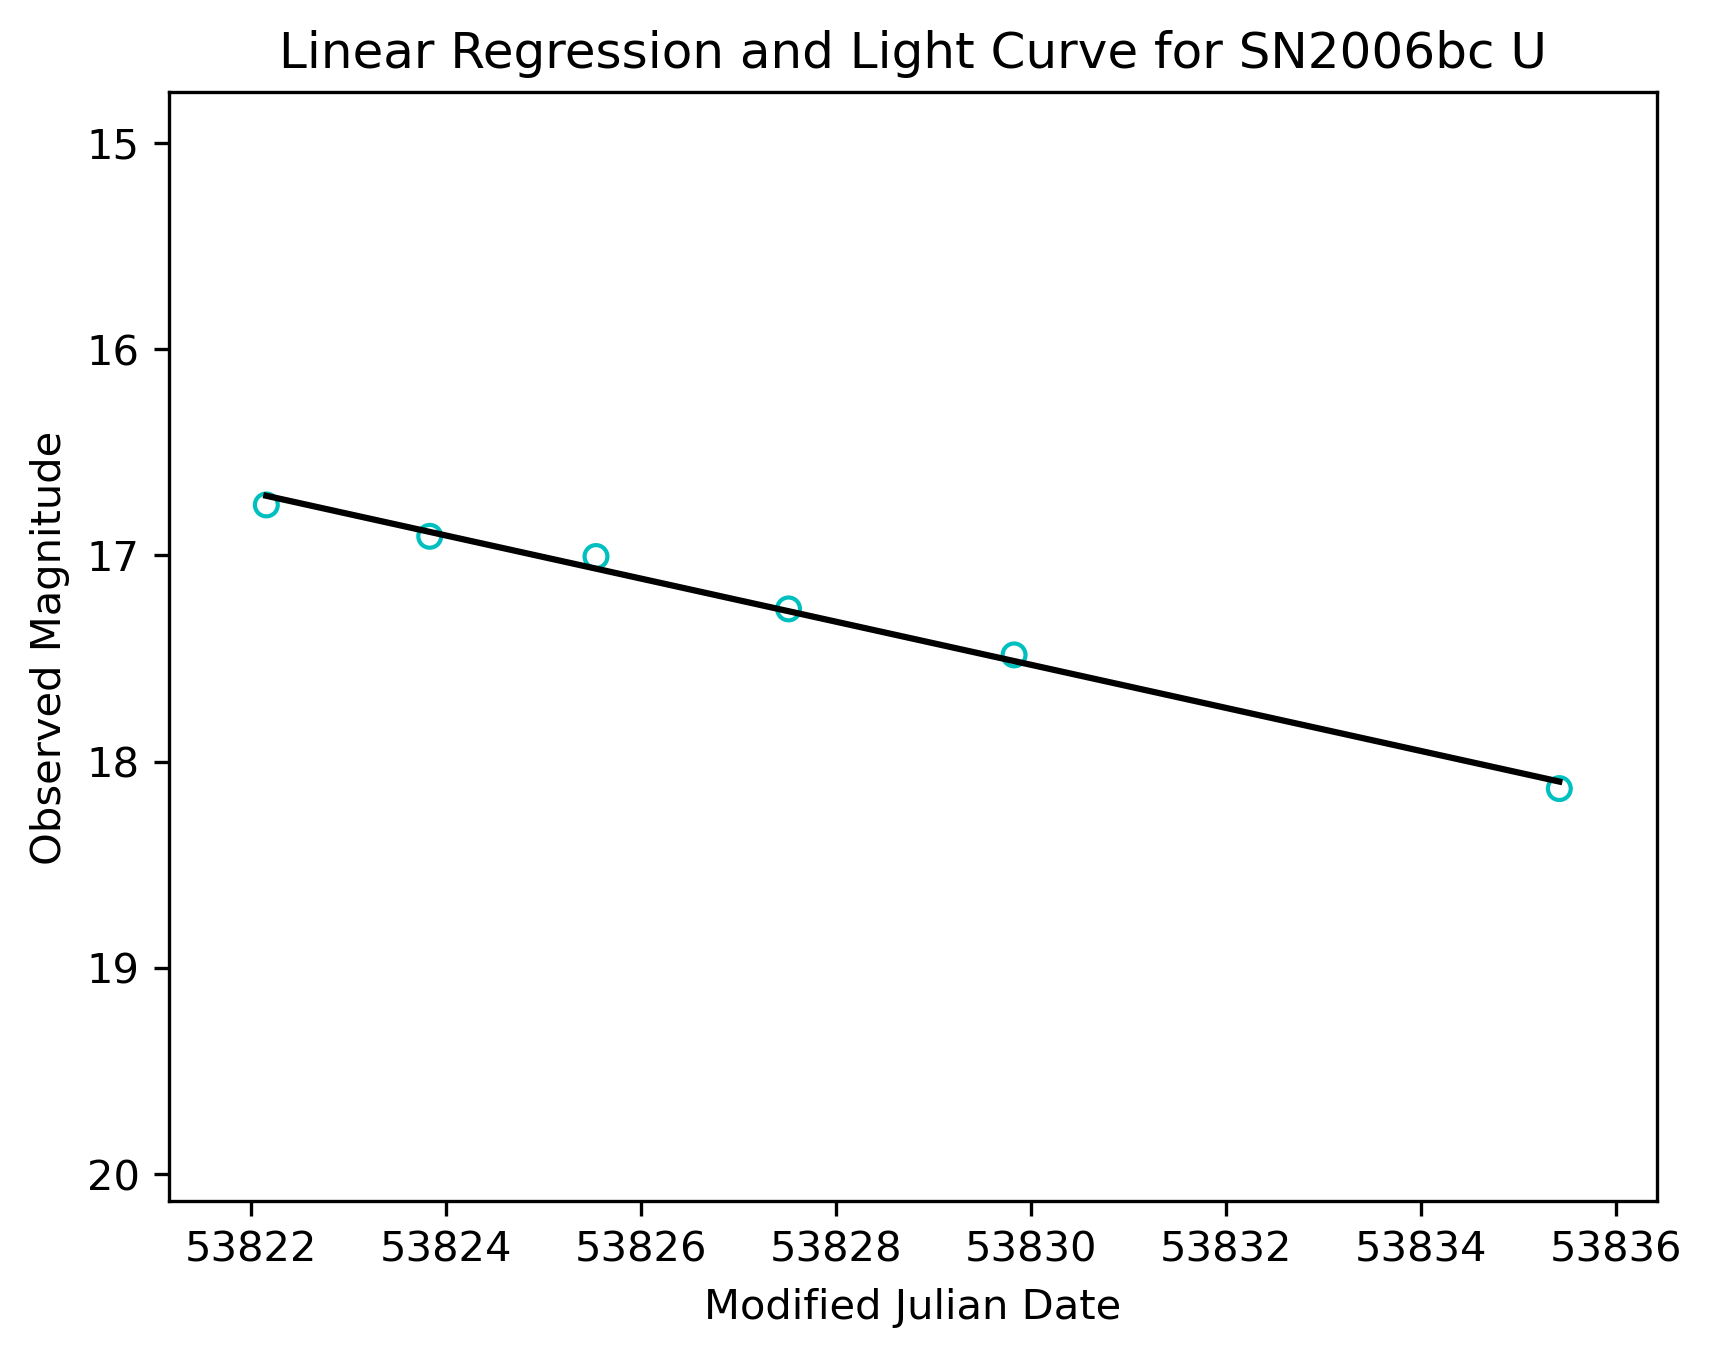 Linear Regression and Light Curve for SN2006bc U
15
16
17
18
19
20
Observed Magnitude
53822 53824 53826 53828 53830 53832 53834 53836
Modified Julian Date